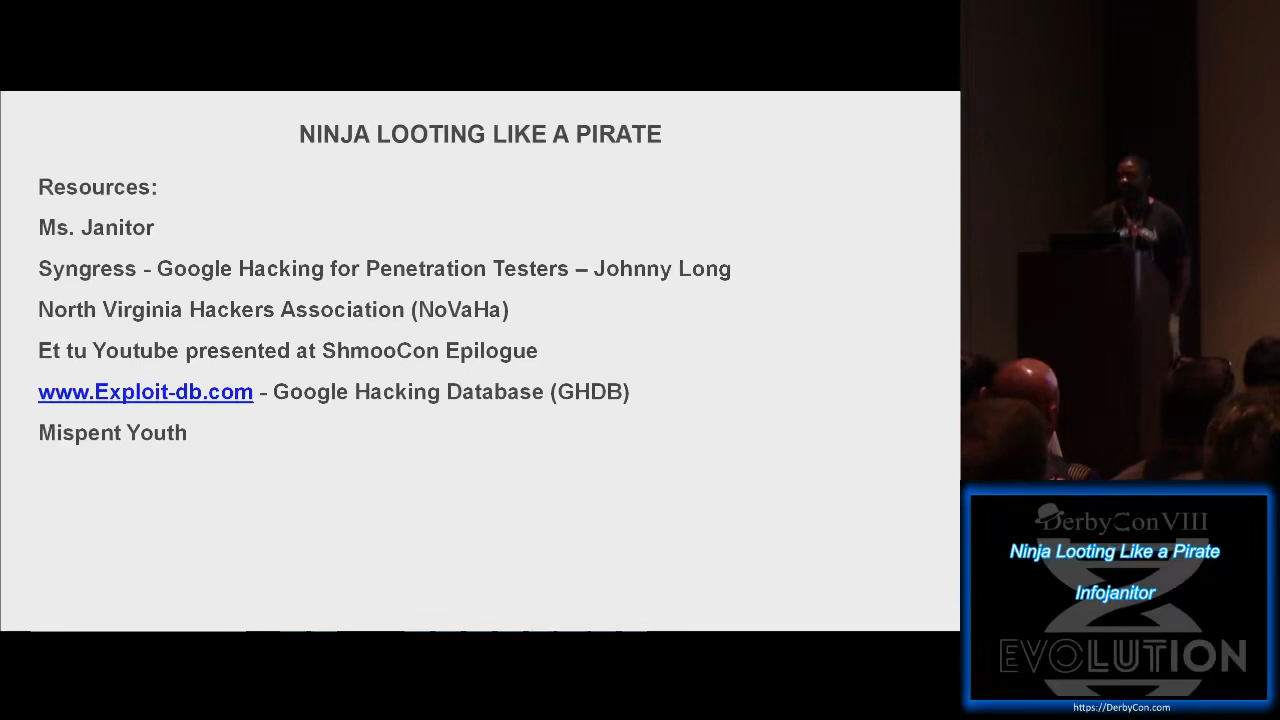 NINJA LOOTING LIKE A PIRATE
Resources:
Ms. Janitor
Syngress - Google Hacking for Penetration Testers – Johnny Long
North Virginia Hackers Association (NoVaHa)
Et tu Youtube presented at ShmooCon Epilogue
www.Exploit-db.com - Google Hacking Database (GHDB)
Mispent Youth
DerbyCon VIII
Ninja Looting Like a Pirate
Infojanitor
EVOLUTION
https://DerbyCon.com